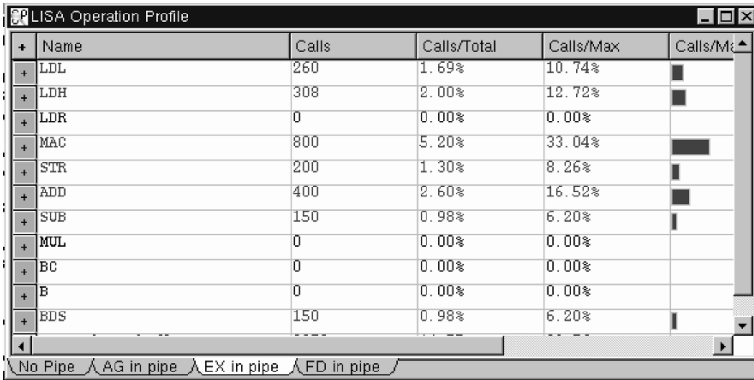 LISA Operation Profile
+ Name Calls Calls/Total Calls/Max Calls/Ma
+ LDL 260 1.69% 10.74%
+ LDH 308 2.00% 12.72%
+ LDR 0 0.00% 0.00%
+ MAC 800 5.20% 33.04%
+ STR 200 1.30% 8.26%
+ ADD 400 2.60% 16.52%
+ SUB 150 0.98% 6.20%
+ MUL 0 0.00% 0.00%
+ BC 0 0.00% 0.00%
+ B 0 0.00% 0.00%
+ BDS 150 0.98% 6.20%
No Pipe AG in pipe EX in pipe FD in pipe